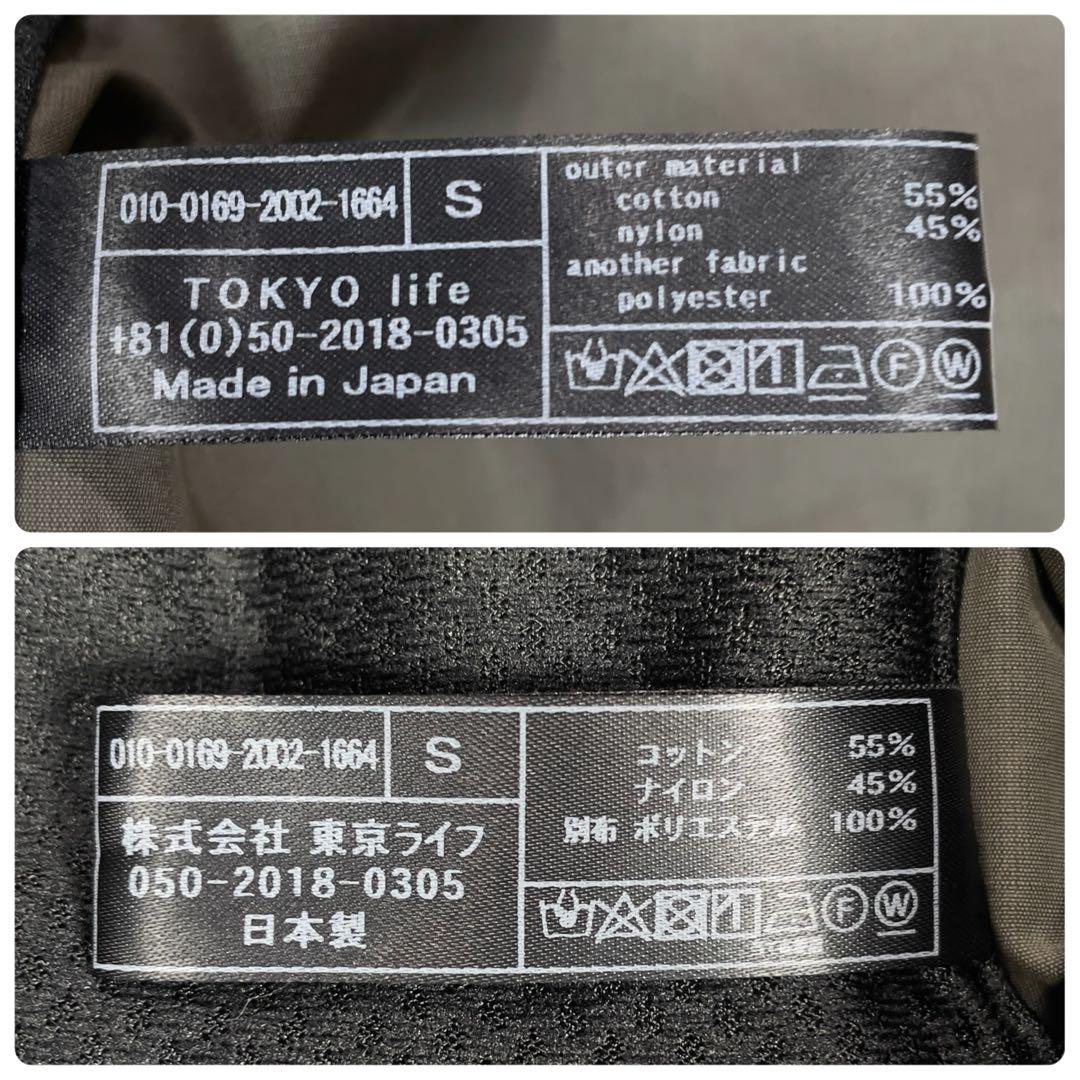 010-0169-2002-1664 S
TOKYO life
+81(0)50-2018-0305
Made in Japan
outer material
cotton 55%
nylon 45%
another fabric
polyester 100%
F W
010-0169-2002-1664 S
株式会社 東京ライフ
050-2018-0305
日本製
コットン 55%
ナイロン 45%
別布 ポリエステル 100%
F W